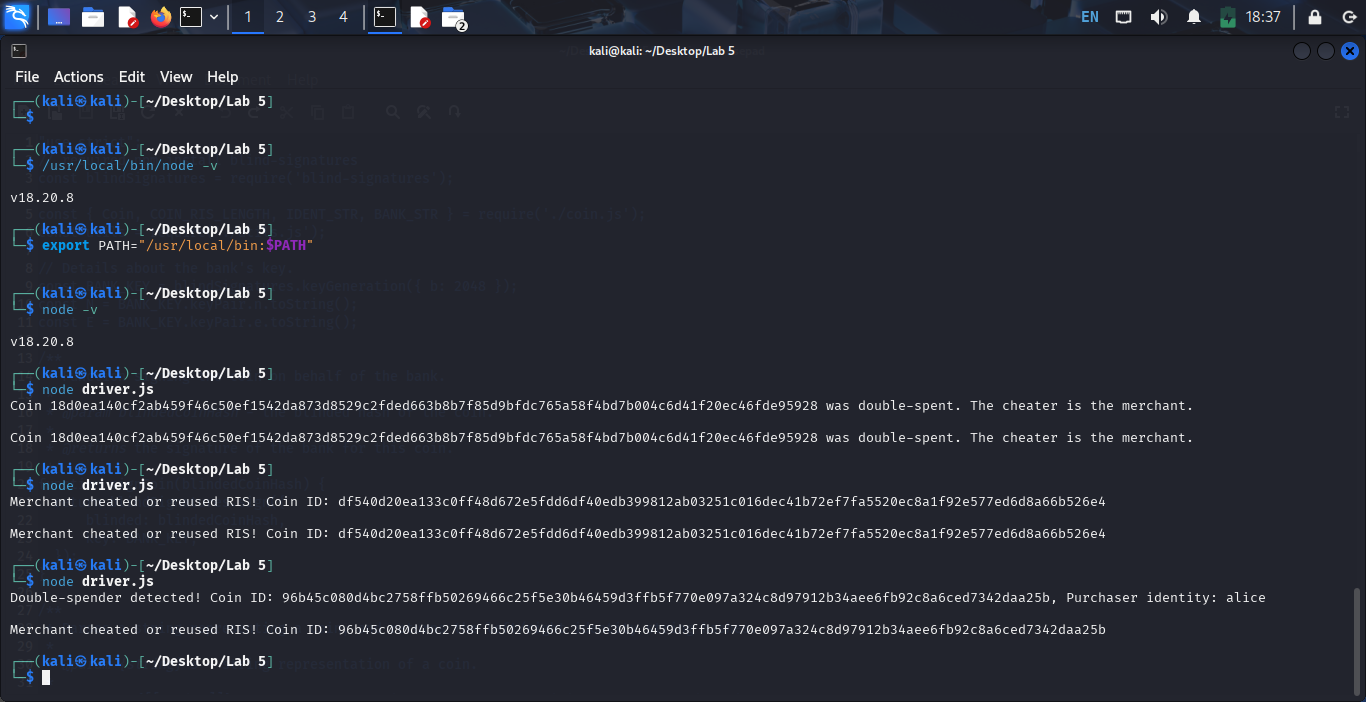 1 2 3 4 2 EN 18:37
kali@kali: ~/Desktop/Lab 5
File Actions Edit View Help
┌──(kali㉿kali)-[~/Desktop/Lab 5]
└─$
┌──(kali㉿kali)-[~/Desktop/Lab 5]
└─$ /usr/local/bin/node -v
v18.20.8
┌──(kali㉿kali)-[~/Desktop/Lab 5]
└─$ export PATH="/usr/local/bin:$PATH"
┌──(kali㉿kali)-[~/Desktop/Lab 5]
└─$ node -v
v18.20.8
┌──(kali㉿kali)-[~/Desktop/Lab 5]
└─$ node driver.js
Coin 18d0ea140cf2ab459f46c50ef1542da873d8529c2fded663b8b7f85d9bfdc765a58f4bd7b004c6d41f20ec46fde95928 was double-spent. The cheater is the merchant.
Coin 18d0ea140cf2ab459f46c50ef1542da873d8529c2fded663b8b7f85d9bfdc765a58f4bd7b004c6d41f20ec46fde95928 was double-spent. The cheater is the merchant.
┌──(kali㉿kali)-[~/Desktop/Lab 5]
└─$ node driver.js
Merchant cheated or reused RIS! Coin ID: df540d20ea133c0ff48d672e5fdd6df40edb399812ab03251c016dec41b72ef7fa5520ec8a1f92e577ed6d8a66b526e4
Merchant cheated or reused RIS! Coin ID: df540d20ea133c0ff48d672e5fdd6df40edb399812ab03251c016dec41b72ef7fa5520ec8a1f92e577ed6d8a66b526e4
┌──(kali㉿kali)-[~/Desktop/Lab 5]
└─$ node driver.js
Double-spender detected! Coin ID: 96b45c080d4bc2758ffb50269466c25f5e30b46459d3ffb5f770e097a324c8d97912b34aee6fb92c8a6ced7342daa25b, Purchaser identity: alice
Merchant cheated or reused RIS! Coin ID: 96b45c080d4bc2758ffb50269466c25f5e30b46459d3ffb5f770e097a324c8d97912b34aee6fb92c8a6ced7342daa25b
┌──(kali㉿kali)-[~/Desktop/Lab 5]
└─$